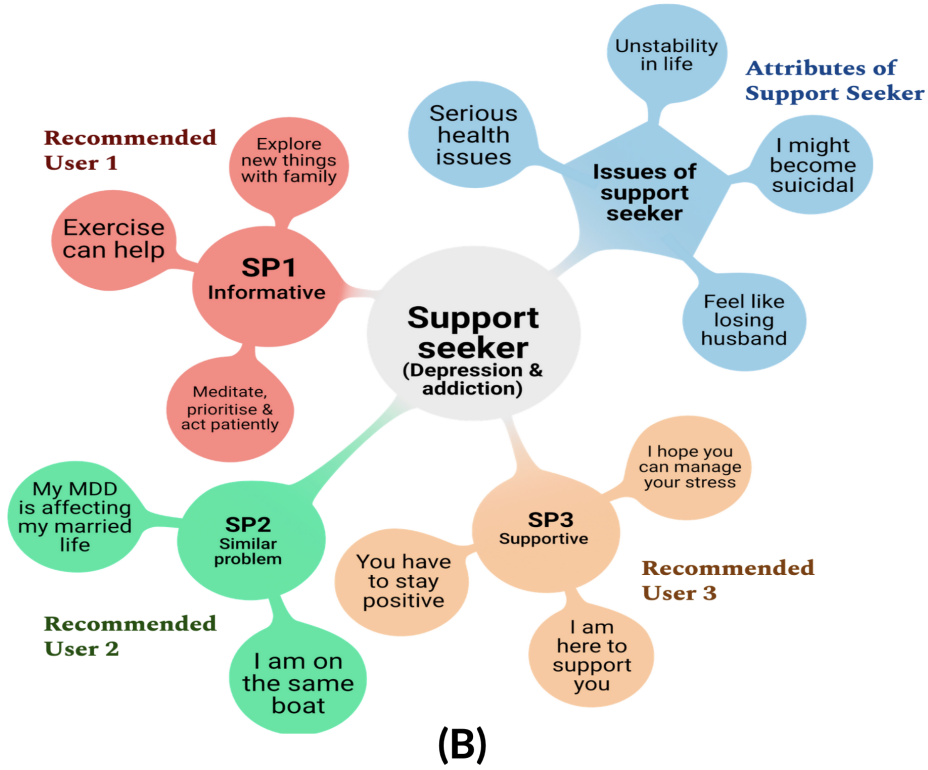 Unstability
in life
Attributes of
Support Seeker
Serious
health
issues
I might
become
suicidal
Issues of
support
seeker
Feel like
losing
husband
Recommended
User 1
Explore
new things
with family
Exercise
can help
SP1
Informative
Meditate,
prioritise &
act patiently
Support
seeker
(Depression &
addiction)
My MDD
is affecting
my married
life
SP2
Similar
problem
Recommended
User 2
I am on
the same
boat
I hope you
can manage
your stress
SP3
Supportive
You have
to stay
positive
Recommended
User 3
I am
here to
support
you
(B)